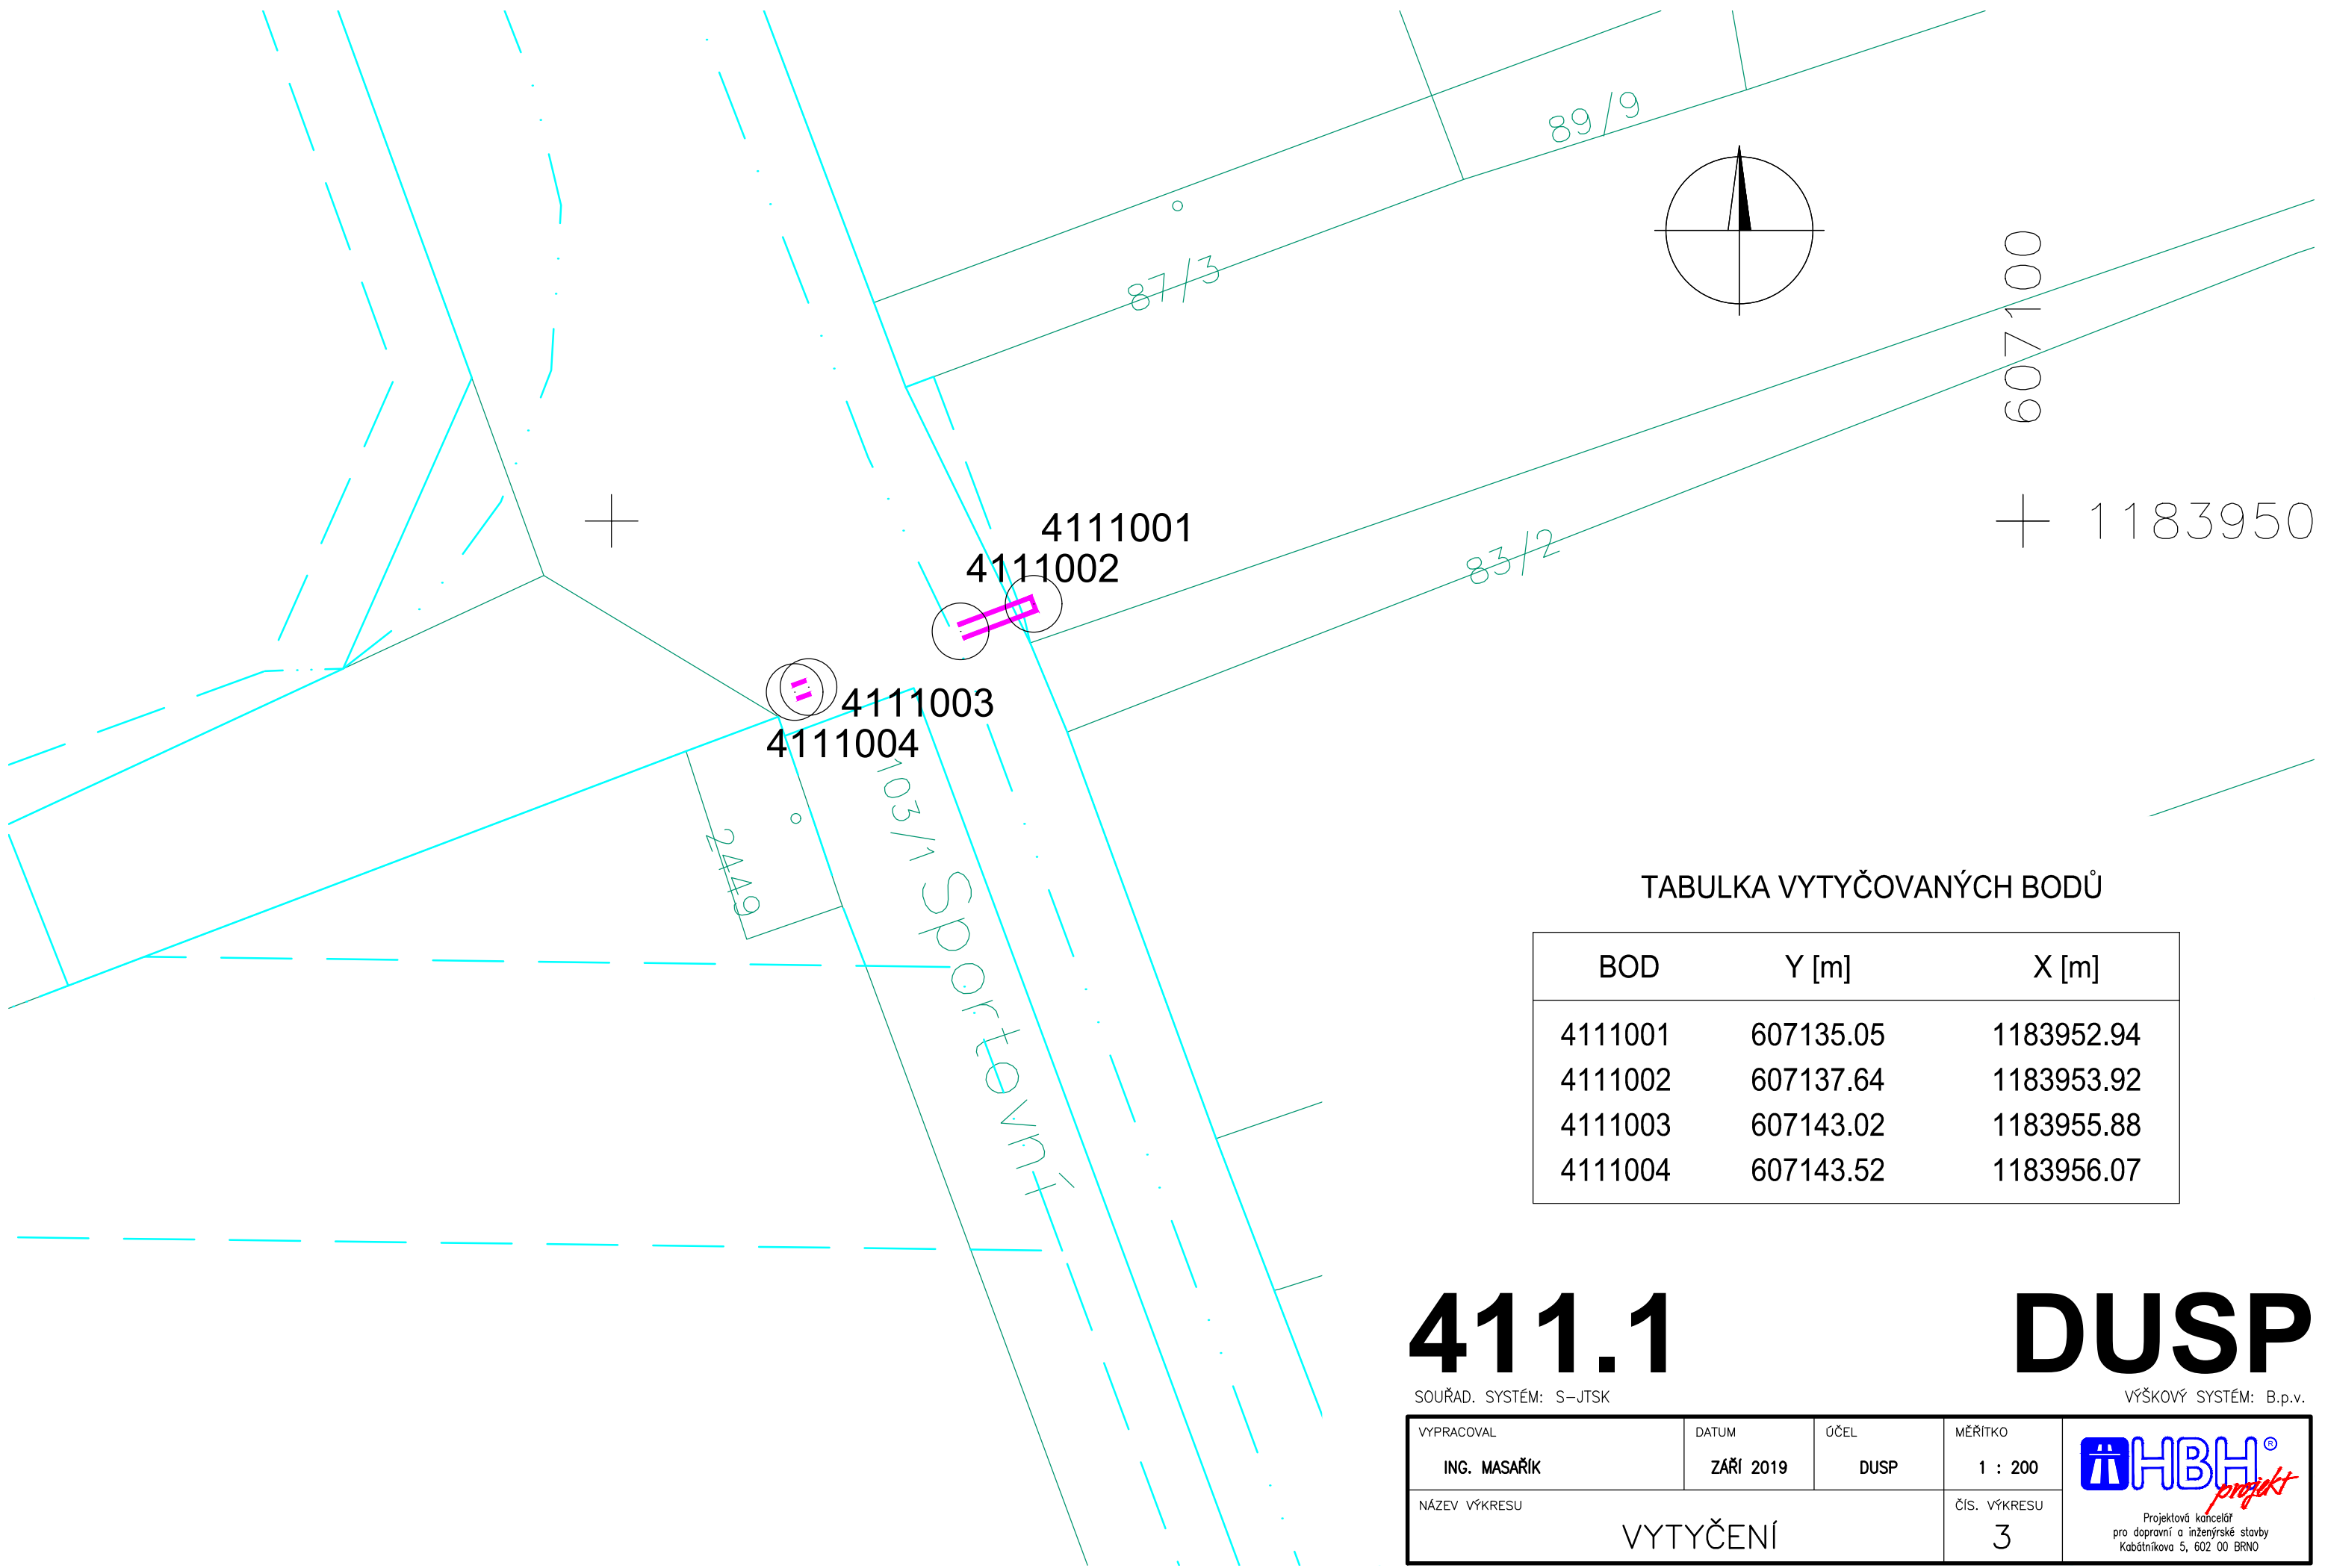 89/9
87/3
607100
1183950
83/2
4111001
4111002
4111003
4111004
103/1
Sportovní
2449
TABULKA VYTYČOVANÝCH BODŮ
BOD Y [m] X [m]
4111001 607135.05 1183952.94
4111002 607137.64 1183953.92
4111003 607143.02 1183955.88
4111004 607143.52 1183956.07
411.1 DUSP
SOUŘAD. SYSTÉM: S-JTSK VÝŠKOVÝ SYSTÉM: B.p.v.
VYPRACOVAL DATUM ÚČEL MĚŘÍTKO
ING. MASAŘÍK ZÁŘÍ 2019 DUSP 1 : 200
NÁZEV VÝKRESU ČÍS. VÝKRESU
VYTYČENÍ 3
HBH®
projekt
Projektová kancelář
pro dopravní a inženýrské stavby
Kabátníkova 5, 602 00 BRNO